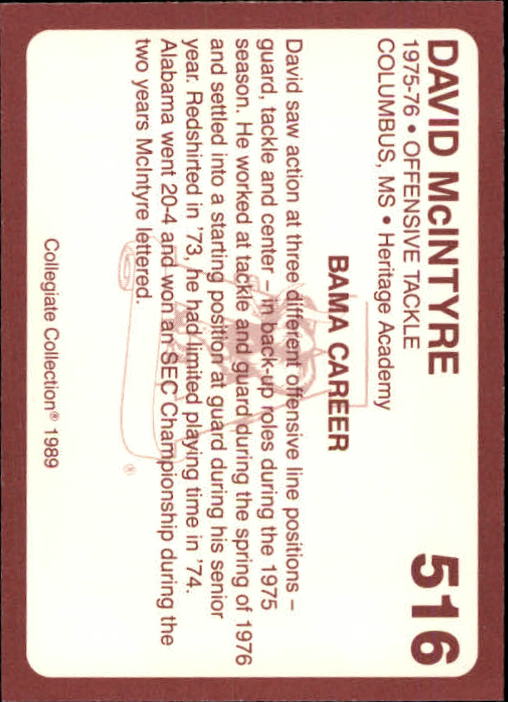 DAVID McINTYRE 516
1975-76 • OFFENSIVE TACKLE
COLUMBUS, MS • Heritage Academy
BAMA CAREER
David saw action at three different offensive line positions –
guard, tackle and center – in back-up roles during the 1975
season. He worked at tackle and guard during the spring of 1976
and settled into a starting position at guard during his senior
year. Redshirted in '73, he had limited playing time in '74.
Alabama went 20-4 and won an SEC Championship during the
two years McIntyre lettered.
Collegiate Collection® 1989
®